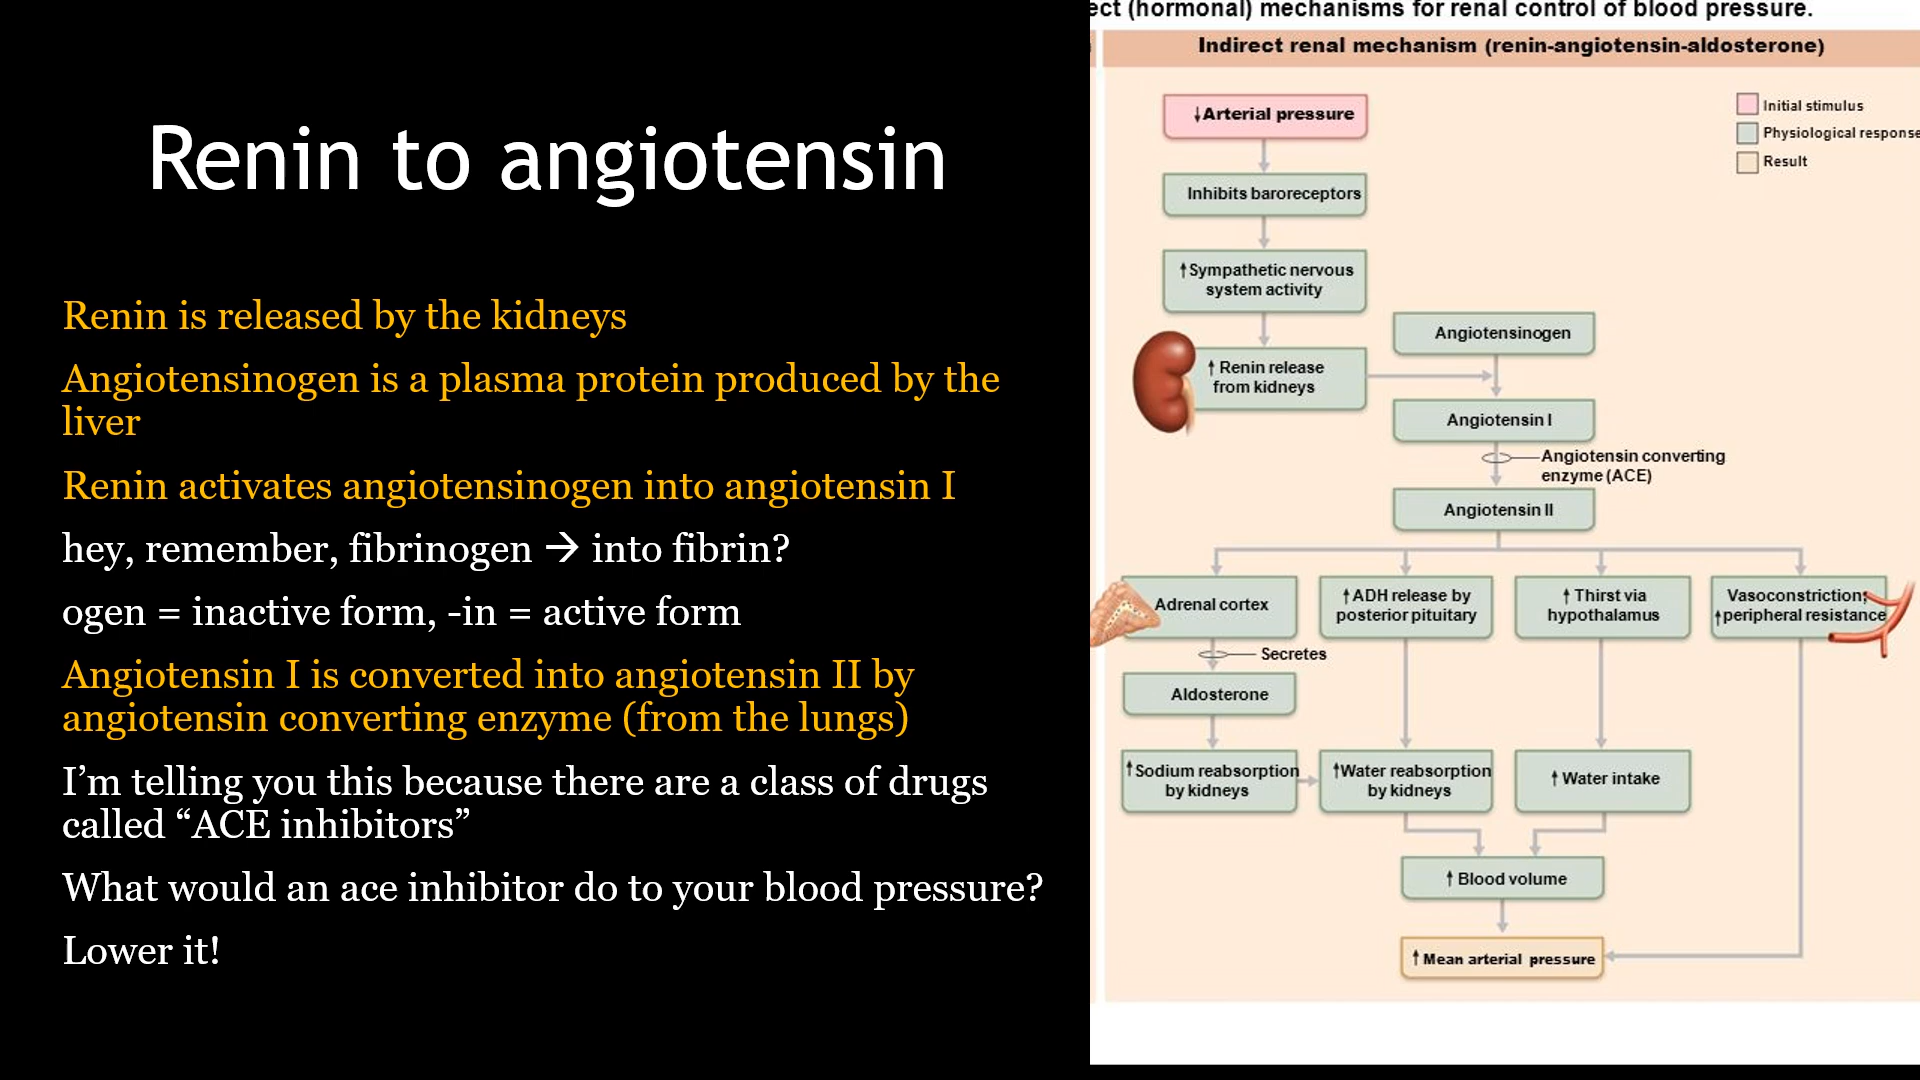 Renin to angiotensin
Renin is released by the kidneys
Angiotensinogen is a plasma protein produced by the
liver
Renin activates angiotensinogen into angiotensin I
hey, remember, fibrinogen → into fibrin?
ogen = inactive form, -in = active form
Angiotensin I is converted into angiotensin II by
angiotensin converting enzyme (from the lungs)
I’m telling you this because there are a class of drugs
called “ACE inhibitors”
What would an ace inhibitor do to your blood pressure?
Lower it!
ect (hormonal) mechanisms for renal control of blood pressure.
Indirect renal mechanism (renin-angiotensin-aldosterone)
Initial stimulus
Physiological response
Result
↓Arterial pressure
Inhibits baroreceptors
↑Sympathetic nervous
system activity
↑Renin release
from kidneys
Angiotensinogen
Angiotensin I
Angiotensin converting
enzyme (ACE)
Angiotensin II
Adrenal cortex
↑ADH release by
posterior pituitary
↑Thirst via
hypothalamus
Vasoconstriction;
↑peripheral resistance
Secretes
Aldosterone
↑Sodium reabsorption
by kidneys
↑Water reabsorption
by kidneys
↑Water intake
↑Blood volume
↑Mean arterial pressure